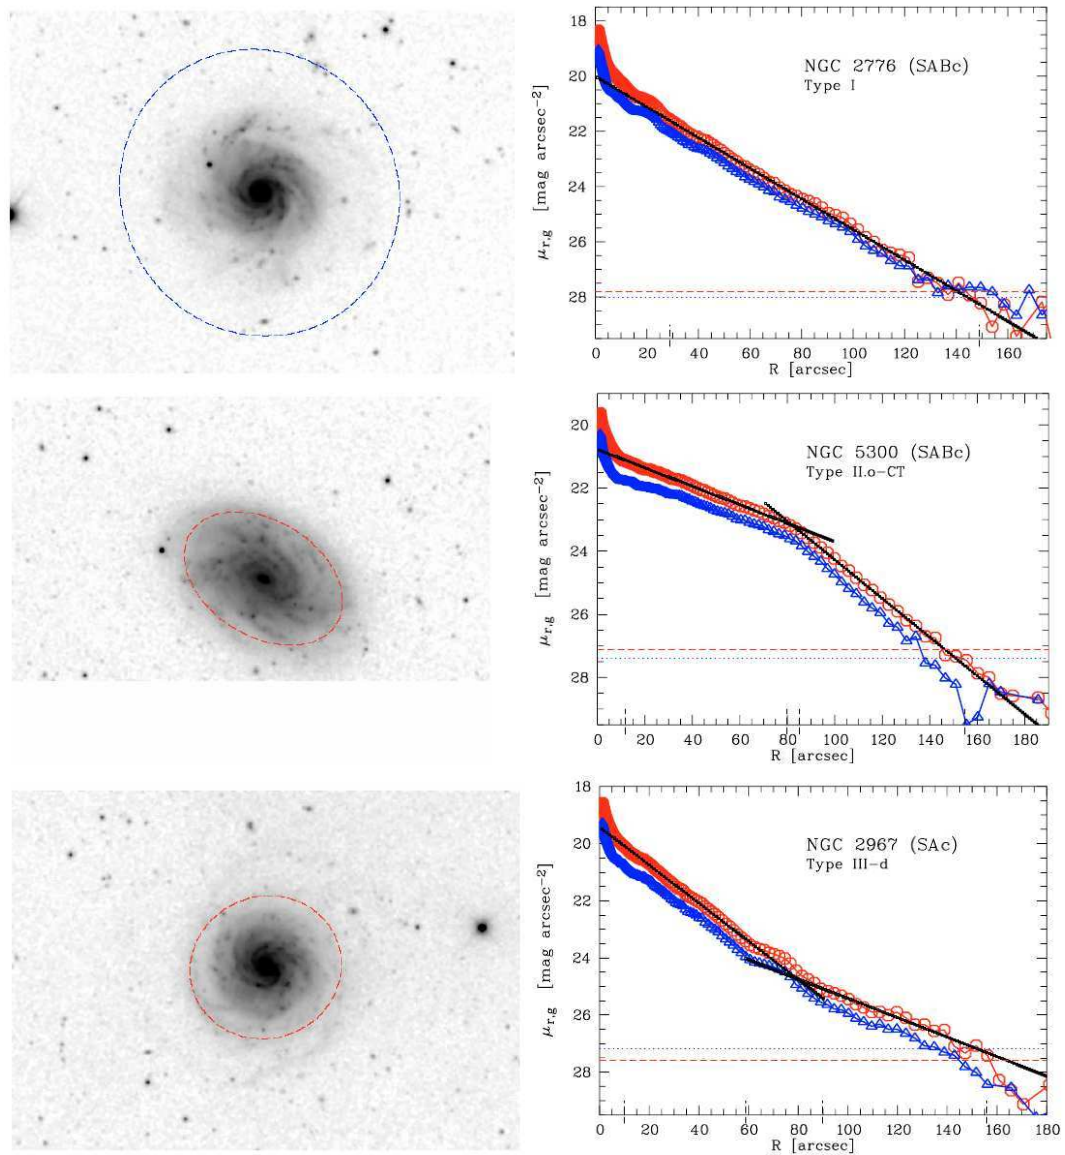 18
20
22
24
26
28
μr,g [mag arcsec−2]
NGC 2776 (SABc)
Type I
0 20 40 60 80 100 120 140 160
R [arcsec]
20
22
24
26
28
μr,g [mag arcsec−2]
NGC 5300 (SABc)
Type II.o−CT
0 20 40 60 80 100 120 140 160 180
R [arcsec]
18
20
22
24
26
28
μr,g [mag arcsec−2]
NGC 2967 (SAc)
Type III−d
0 20 40 60 80 100 120 140 160 180
R [arcsec]